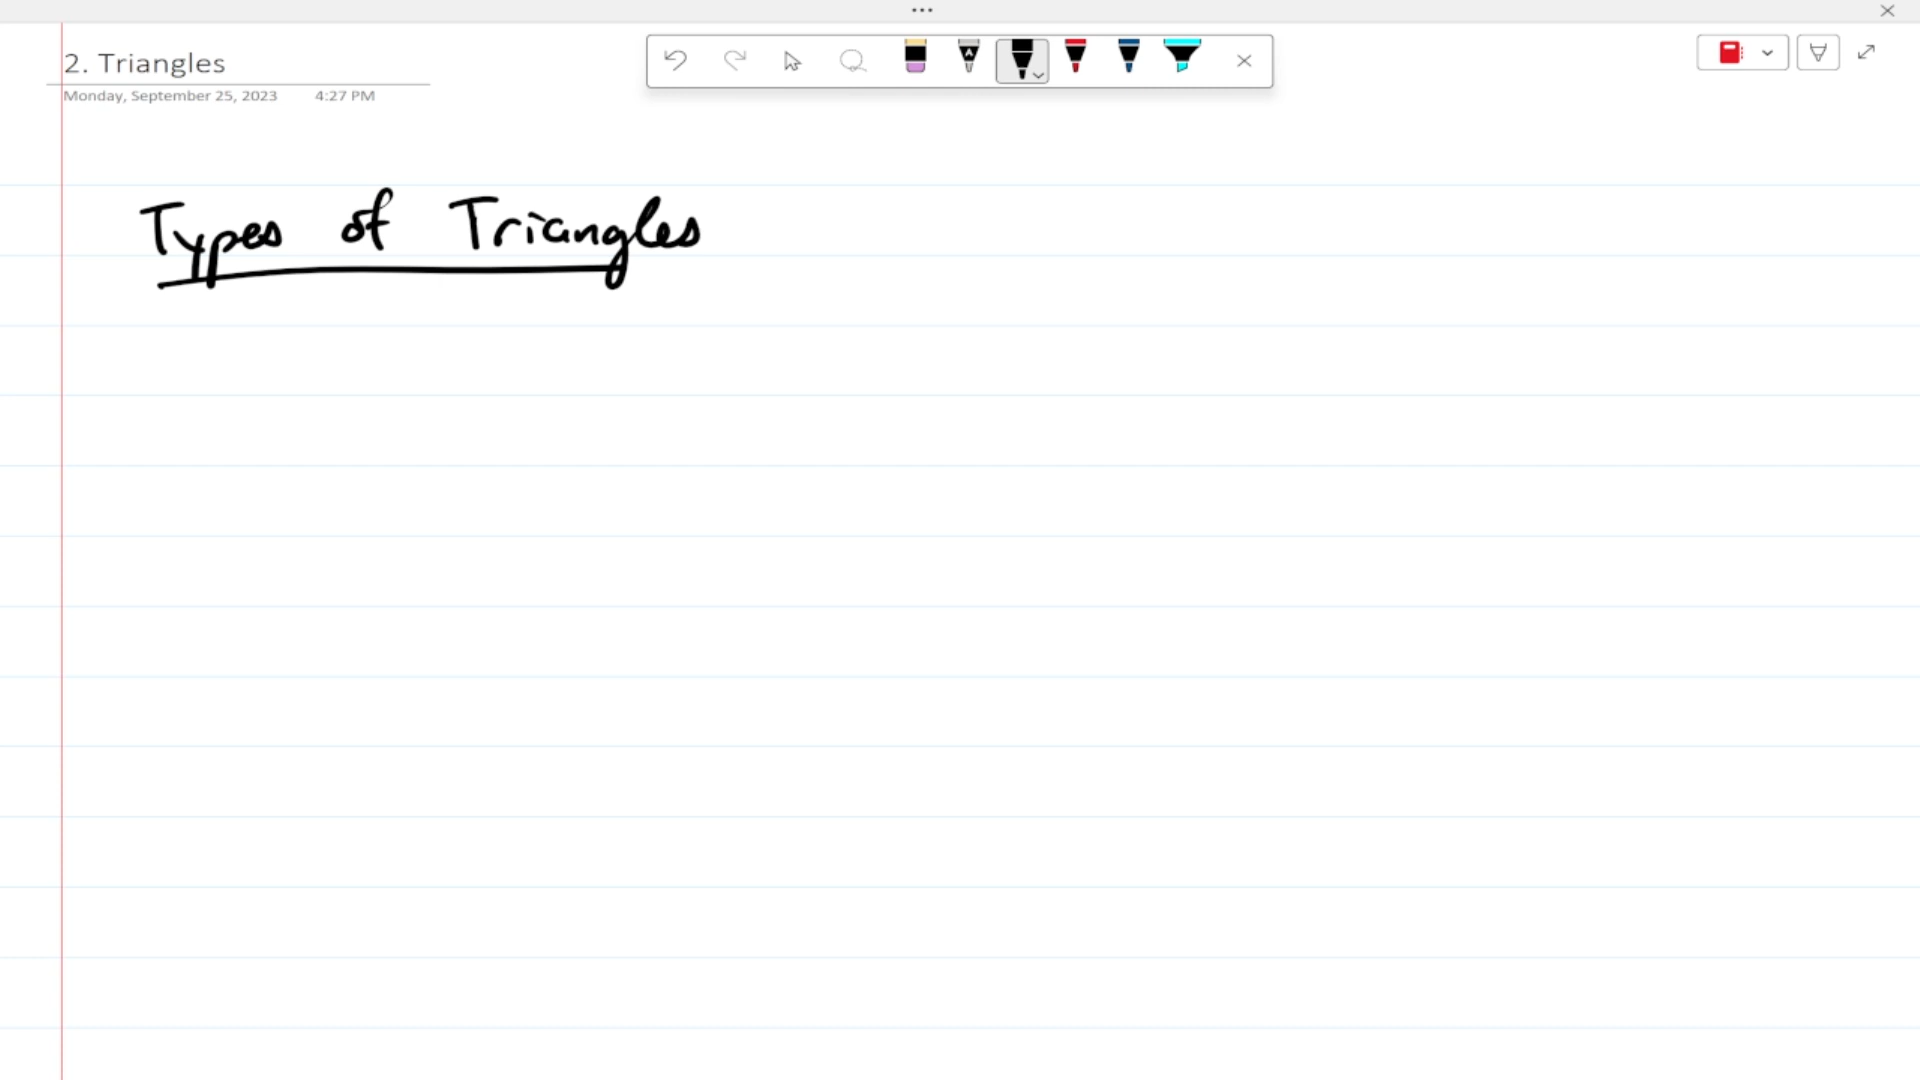 2. Triangles
Monday, September 25, 2023 4:27 PM
Types of Triangles